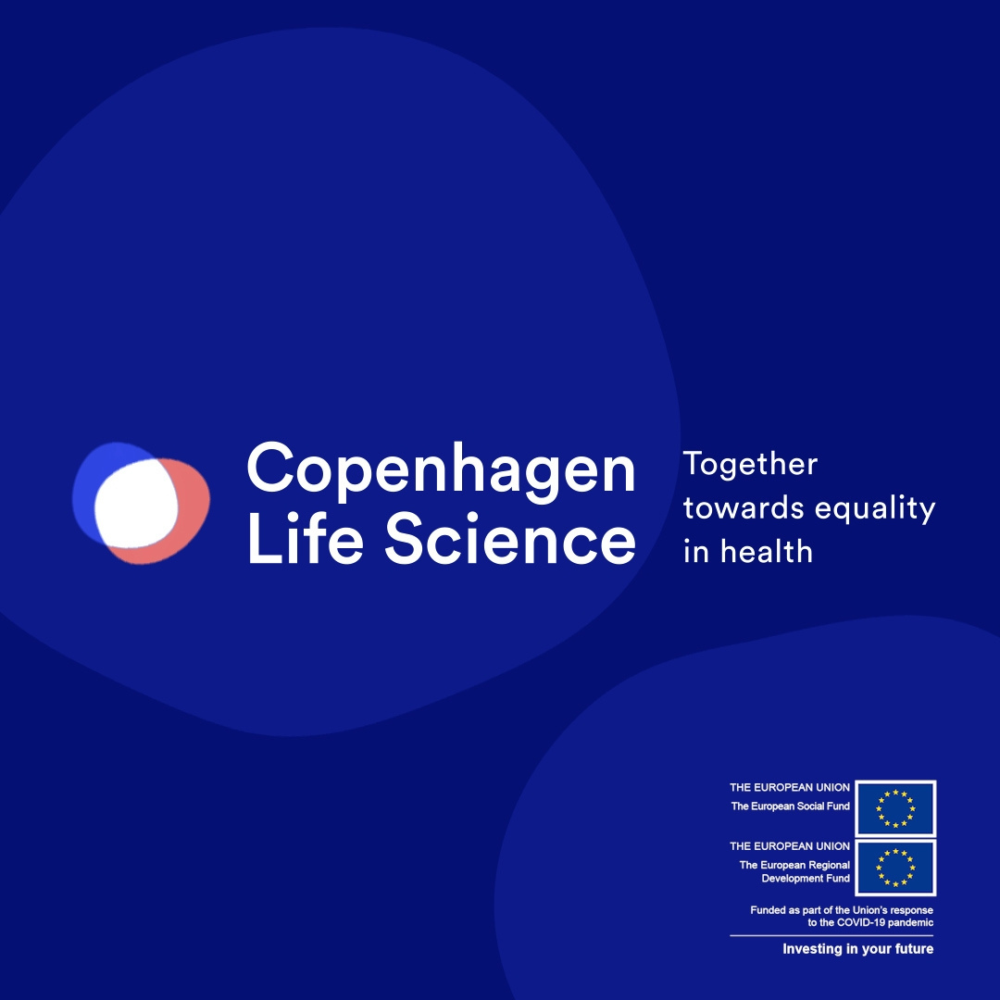 Copenhagen
Life Science
Together
towards equality
in health
THE EUROPEAN UNION
The European Social Fund
THE EUROPEAN UNION
The European Regional
Development Fund
Funded as part of the Union's response
to the COVID-19 pandemic
Investing in your future